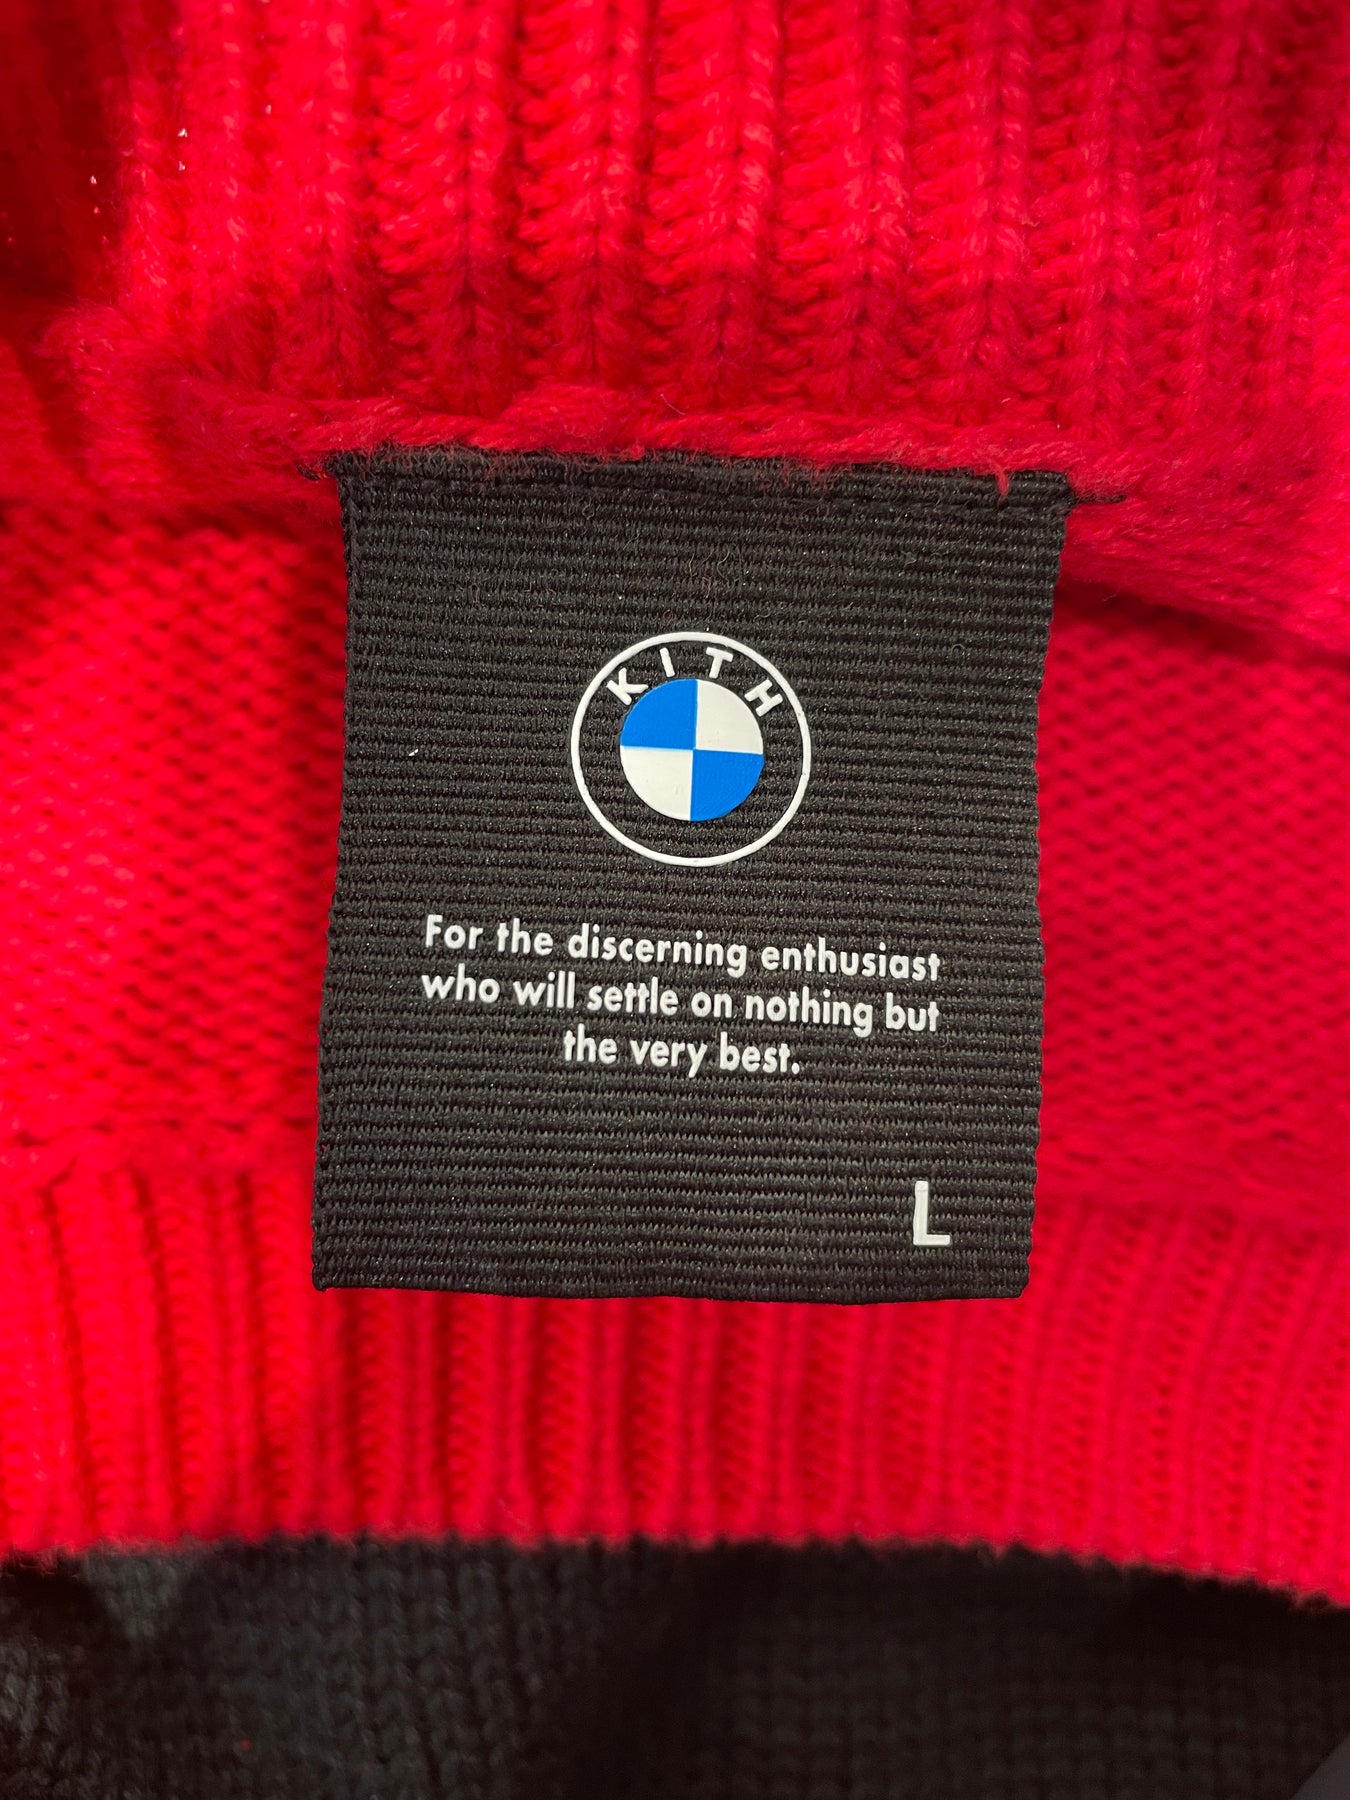 KITH
For the discerning enthusiast
who will settle on nothing but
the very best.
L